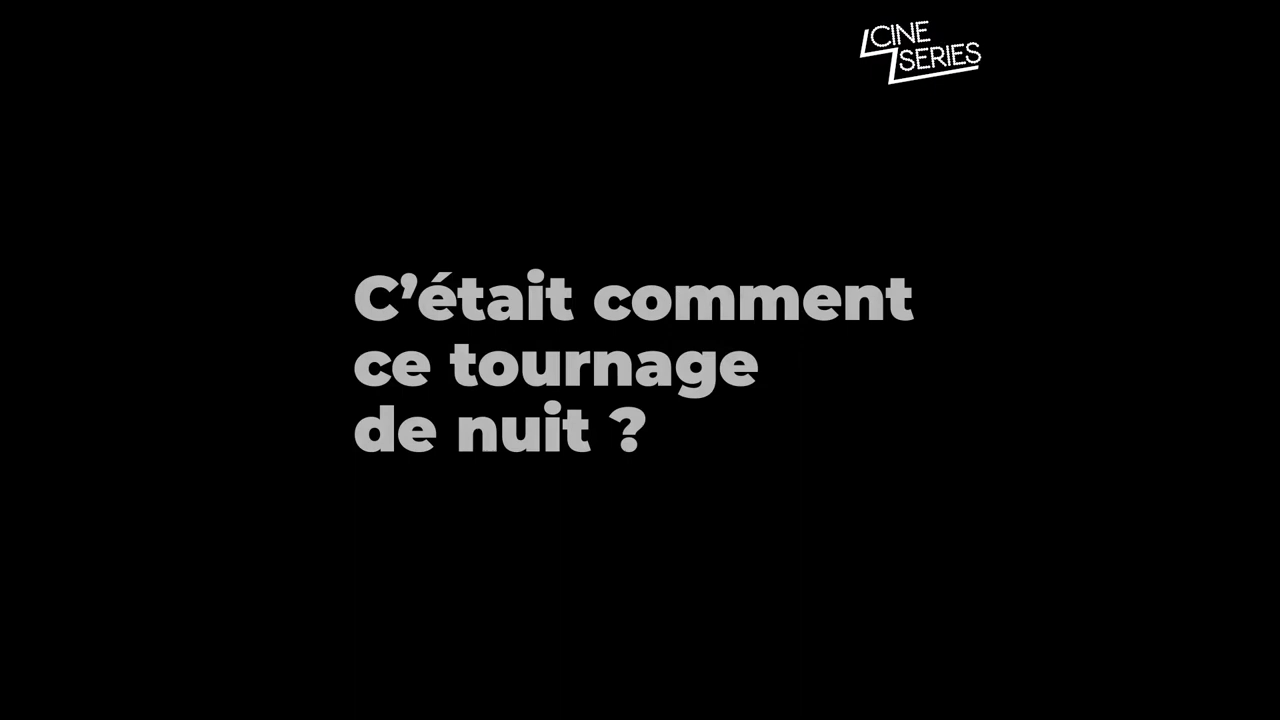 CINE
SERIES
C’était comment
ce tournage
de nuit ?